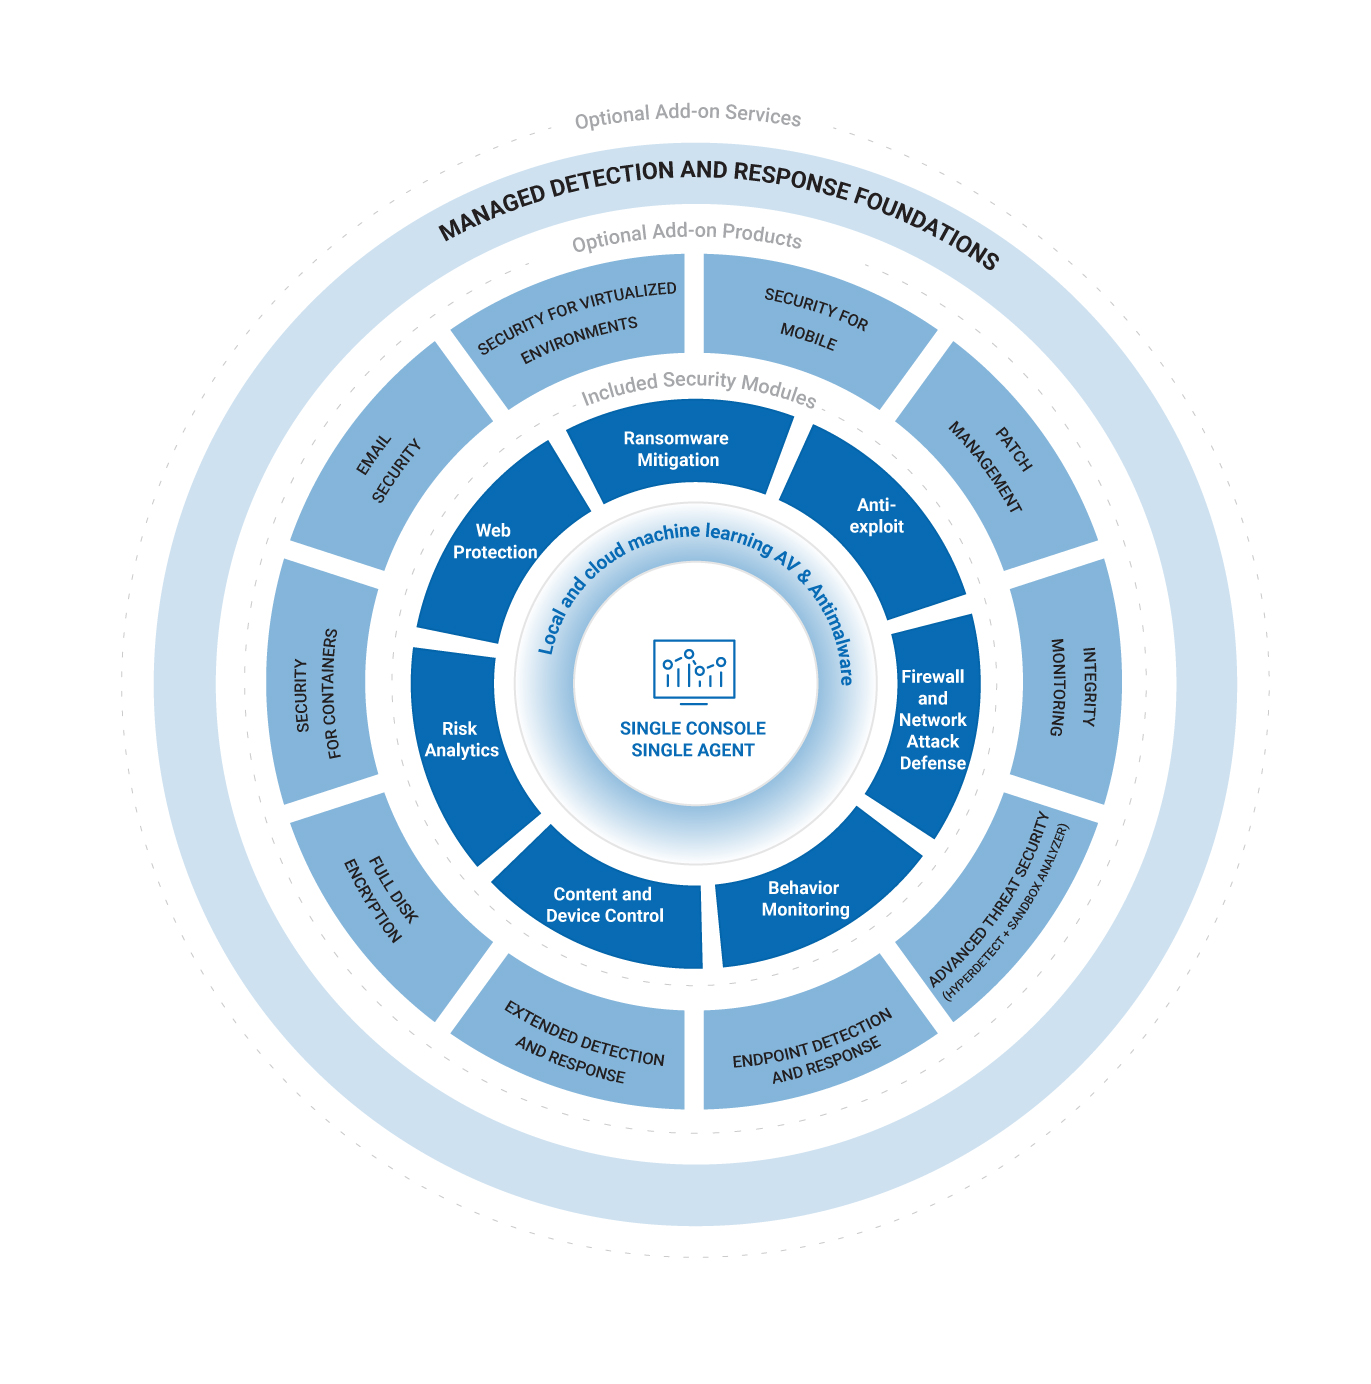 Optional Add-on Services
MANAGED DETECTION AND RESPONSE FOUNDATIONS
Optional Add-on Products
SECURITY FOR VIRTUALIZED
ENVIRONMENTS
SECURITY FOR
MOBILE
PATCH
MANAGEMENT
INTEGRITY
MONITORING
ADVANCED THREAT SECURITY
(HYPERDETECT + SANDBOX ANALYZER)
ENDPOINT DETECTION
AND RESPONSE
EXTENDED DETECTION
AND RESPONSE
FULL DISK
ENCRYPTION
SECURITY
FOR CONTAINERS
EMAIL
SECURITY
Included Security Modules
Ransomware
Mitigation
Anti-
exploit
Firewall
and
Network
Attack
Defense
Behavior
Monitoring
Content and
Device Control
Risk
Analytics
Web
Protection
Local and cloud machine learning AV & Antimalware
SINGLE CONSOLE
SINGLE AGENT